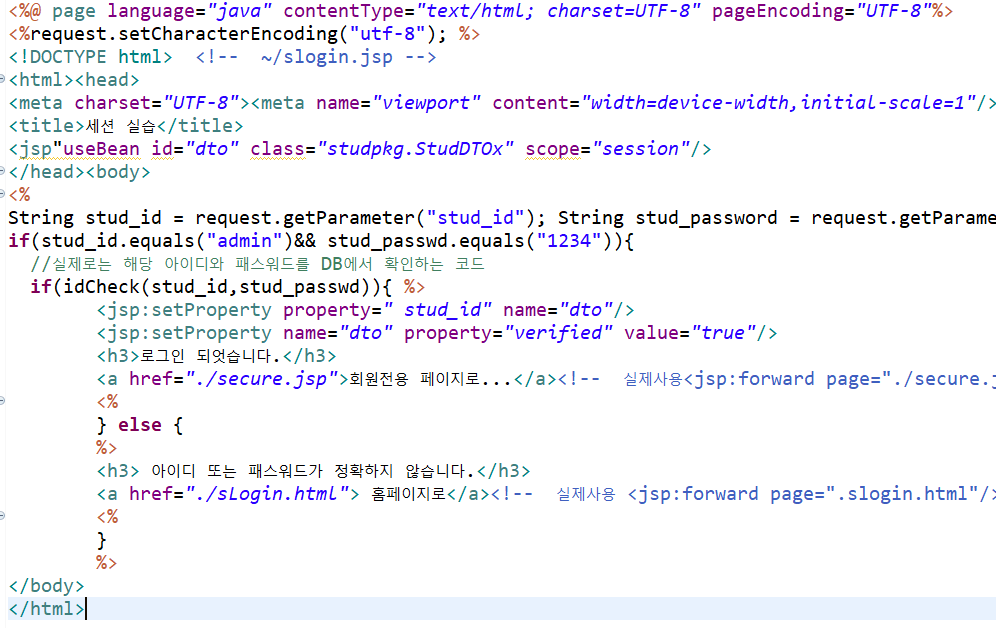 <%@ page language="java" contentType="text/html; charset=UTF-8" pageEncoding="UTF-8"%>
<%request.setCharacterEncoding("utf-8"); %>
<!DOCTYPE html>  <!--  ~/slogin.jsp -->
<html><head>
<meta charset="UTF-8"><meta name="viewport" content="width=device-width,initial-scale=1"/>
<title>세션 실습</title>
<jsp"useBean id="dto" class="studpkg.StudDTOx" scope="session"/>
</head><body>
<%
String stud_id = request.getParameter("stud_id"); String stud_password = request.getParame
if(stud_id.equals("admin")&& stud_passwd.equals("1234")){
  //실제로는 해당 아이디와 패스워드를 DB에서 확인하는 코드
  if(idCheck(stud_id,stud_passwd)){ %>
        <jsp:setProperty property=" stud_id" name="dto"/>
        <jsp:setProperty name="dto" property="verified" value="true"/>
        <h3>로그인 되엇습니다.</h3>
        <a href="./secure.jsp">회원전용 페이지로...</a><!--  실제사용<jsp:forward page="./secure.j
        <%
        } else {
        %>
        <h3> 아이디 또는 패스워드가 정확하지 않습니다.</h3>
        <a href="./sLogin.html"> 홈페이지로</a><!--  실제사용 <jsp:forward page=".slogin.html"/>
        <%
        }
        %>
</body>
</html>